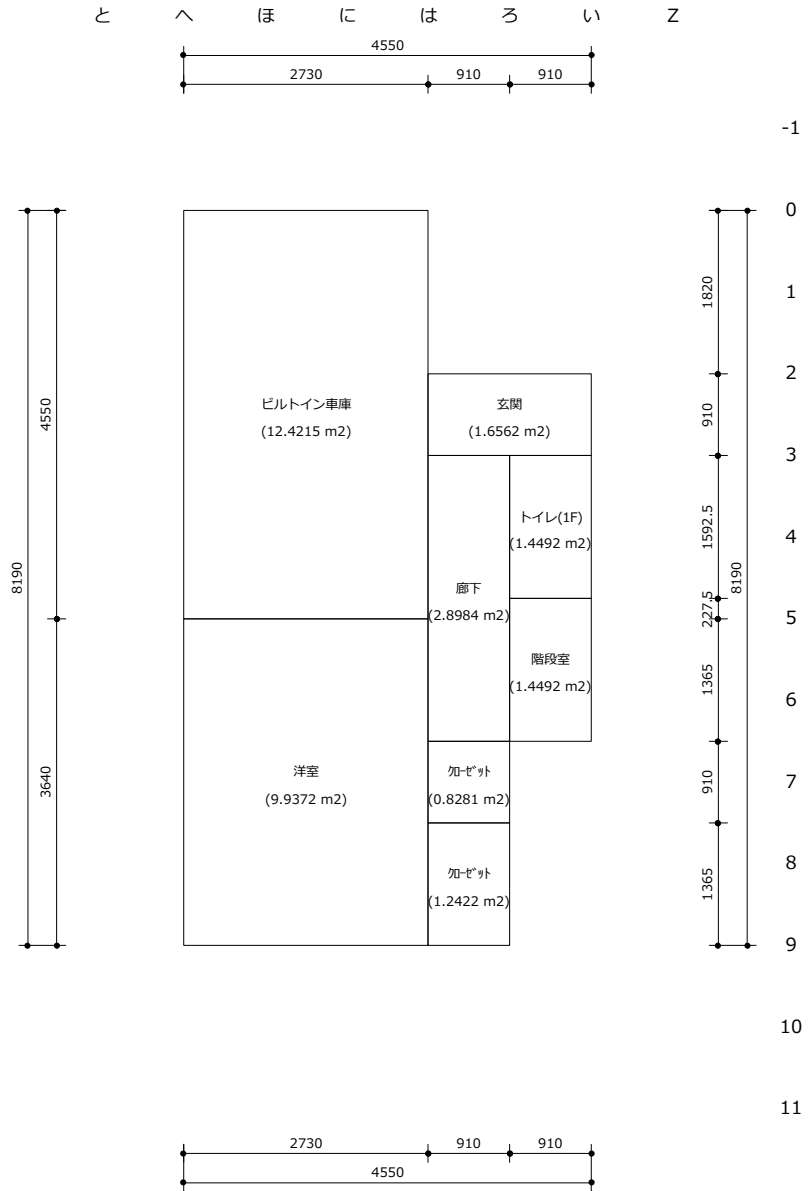 と へ ほ に は ろ い Z
4550
2730 910 910
-1
0
1
2
3
4
5
6
7
8
9
10
11
8190
4550
3640
1820
910
1592.5
227.5
1365
910
1365
8190
ビルトイン車庫
(12.4215 m2)
玄関
(1.6562 m2)
トイレ(1F)
(1.4492 m2)
廊下
(2.8984 m2)
階段室
(1.4492 m2)
洋室
(9.9372 m2)
ｸﾛｰｾﾞｯﾄ
(0.8281 m2)
ｸﾛｰｾﾞｯﾄ
(1.2422 m2)
2730 910 910
4550